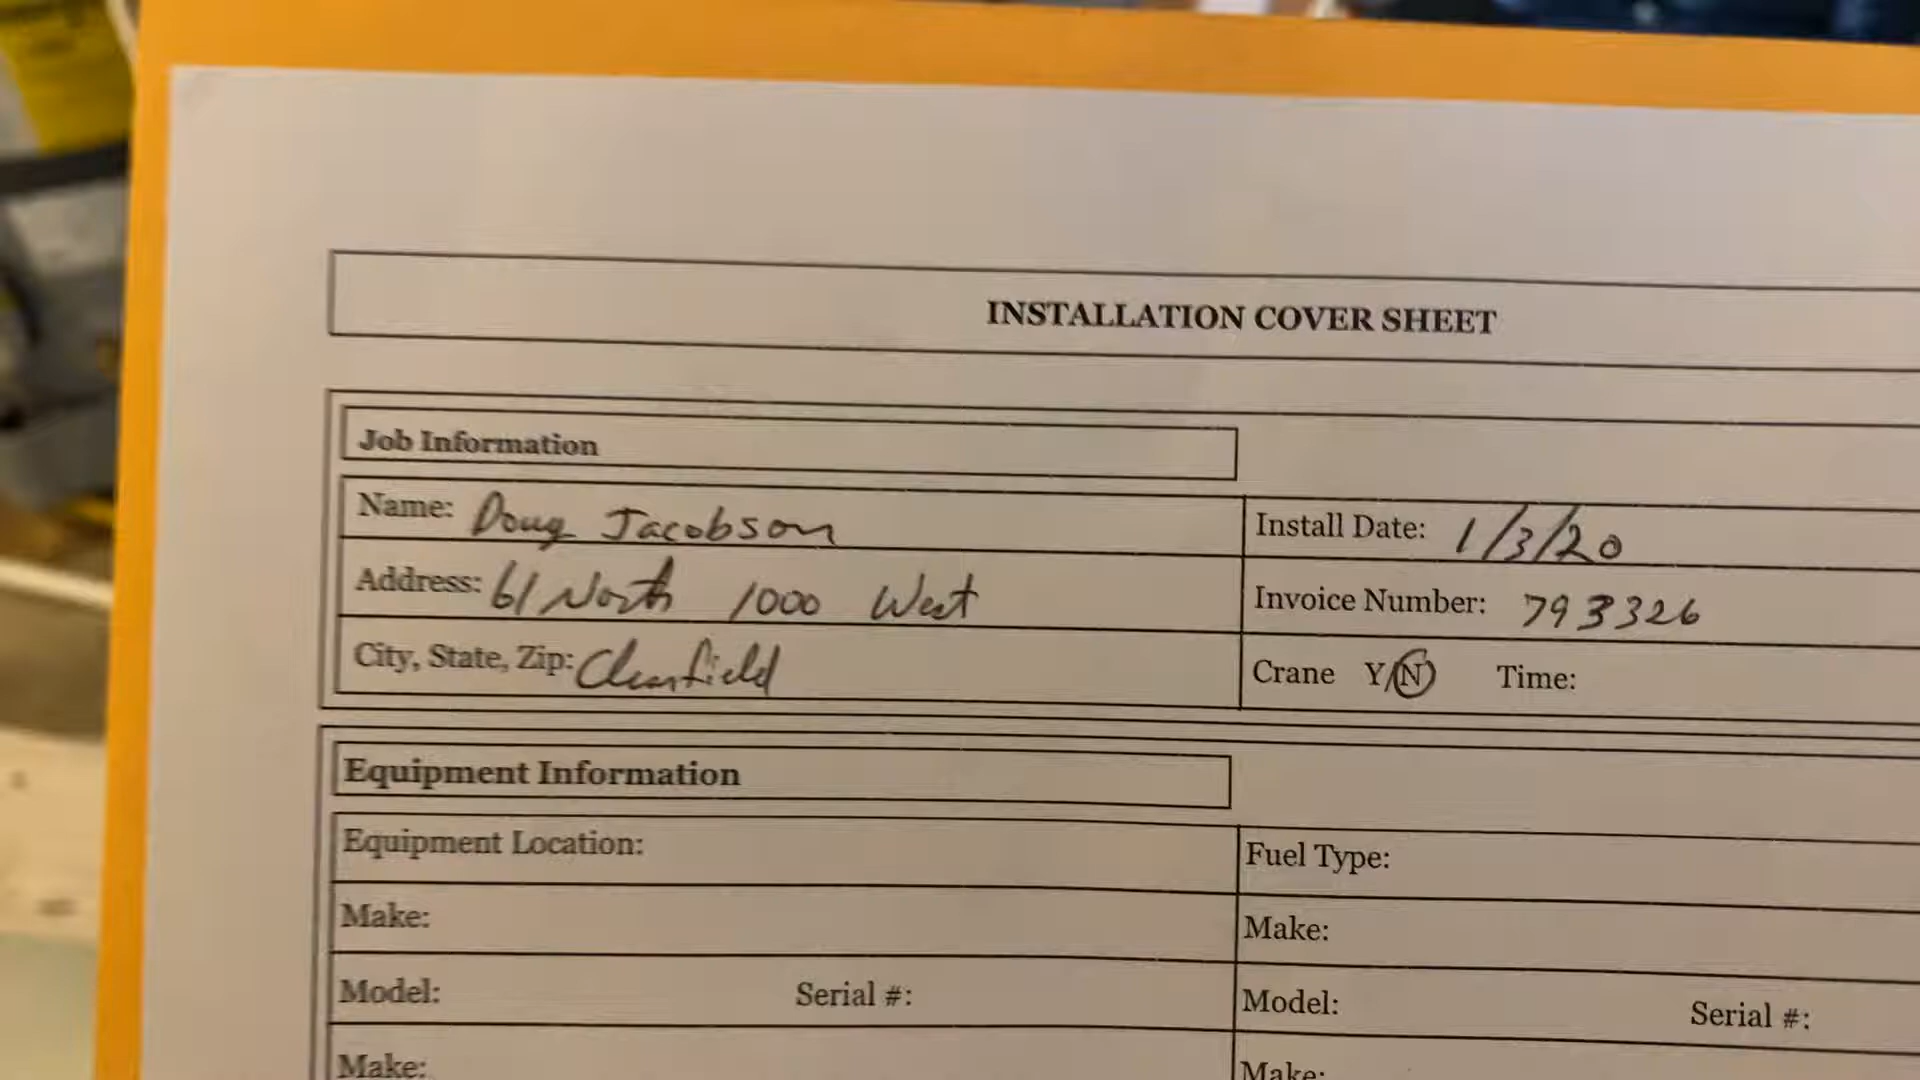 INSTALLATION COVER SHEET
Job Information
Name: Doug Jacobson
Install Date: 1/3/20
Address: 61 North 1000 West
Invoice Number: 793326
City, State, Zip: Clearfield
Crane Y/N Time:
Equipment Information
Equipment Location:
Fuel Type:
Make:
Make:
Model: Serial #:
Model: Serial #:
Make:
Make: